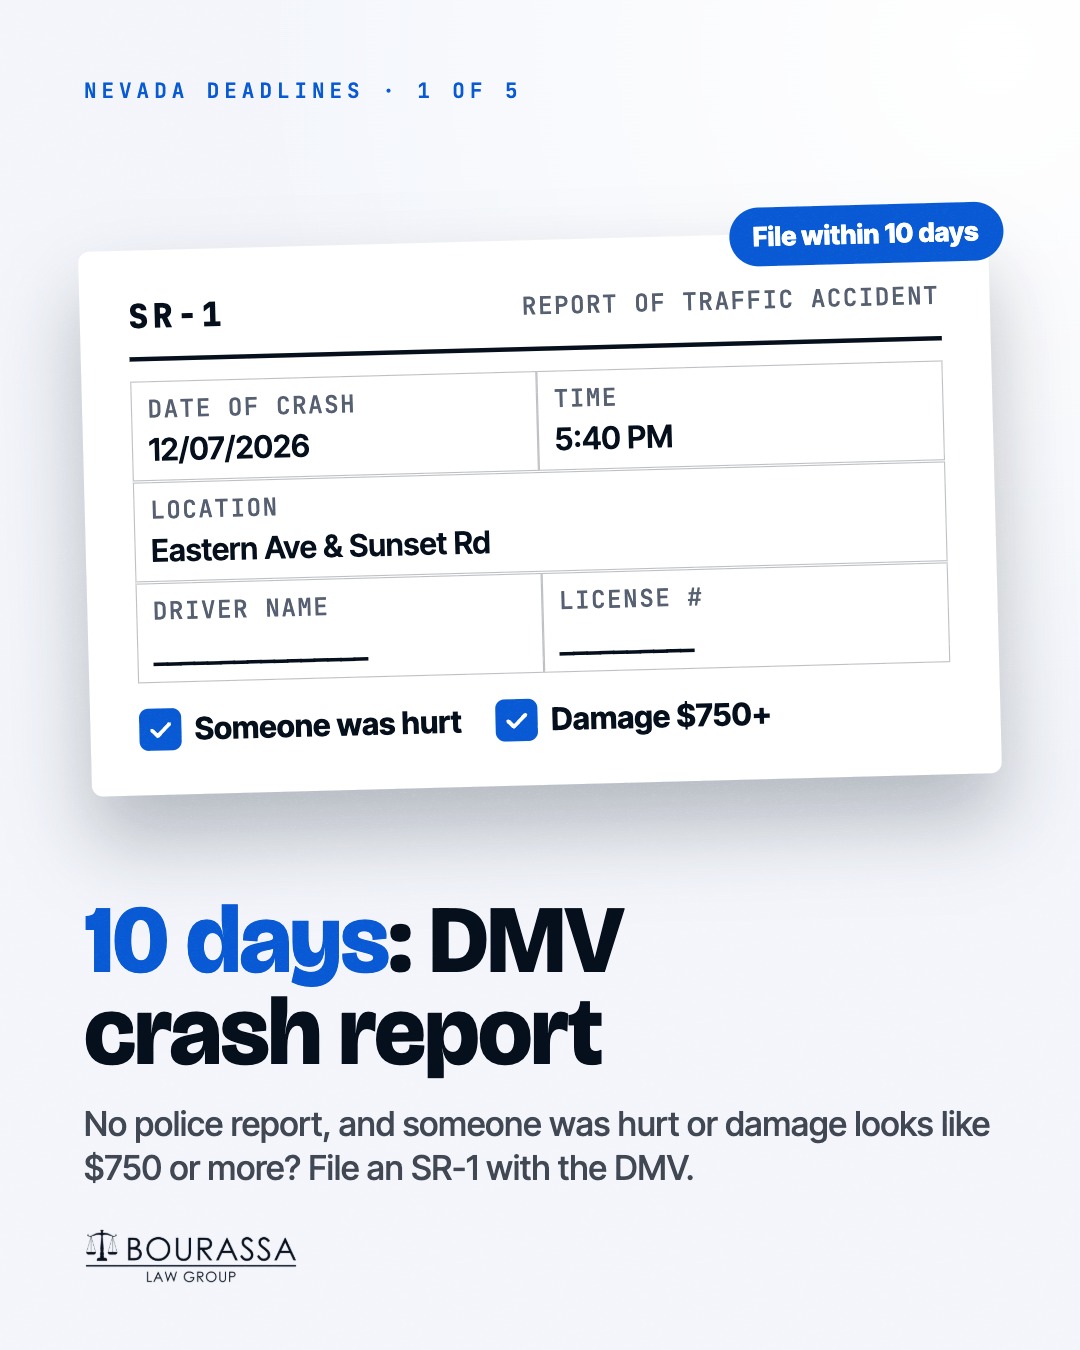 NEVADA DEADLINES · 1 OF 5
File within 10 days
SR-1
REPORT OF TRAFFIC ACCIDENT
DATE OF CRASH
12/07/2026
TIME
5:40 PM
LOCATION
Eastern Ave & Sunset Rd
DRIVER NAME
LICENSE #
Someone was hurt
Damage $750+
10 days: DMV
crash report
No police report, and someone was hurt or damage looks like
$750 or more? File an SR-1 with the DMV.
BOURASSA
LAW GROUP